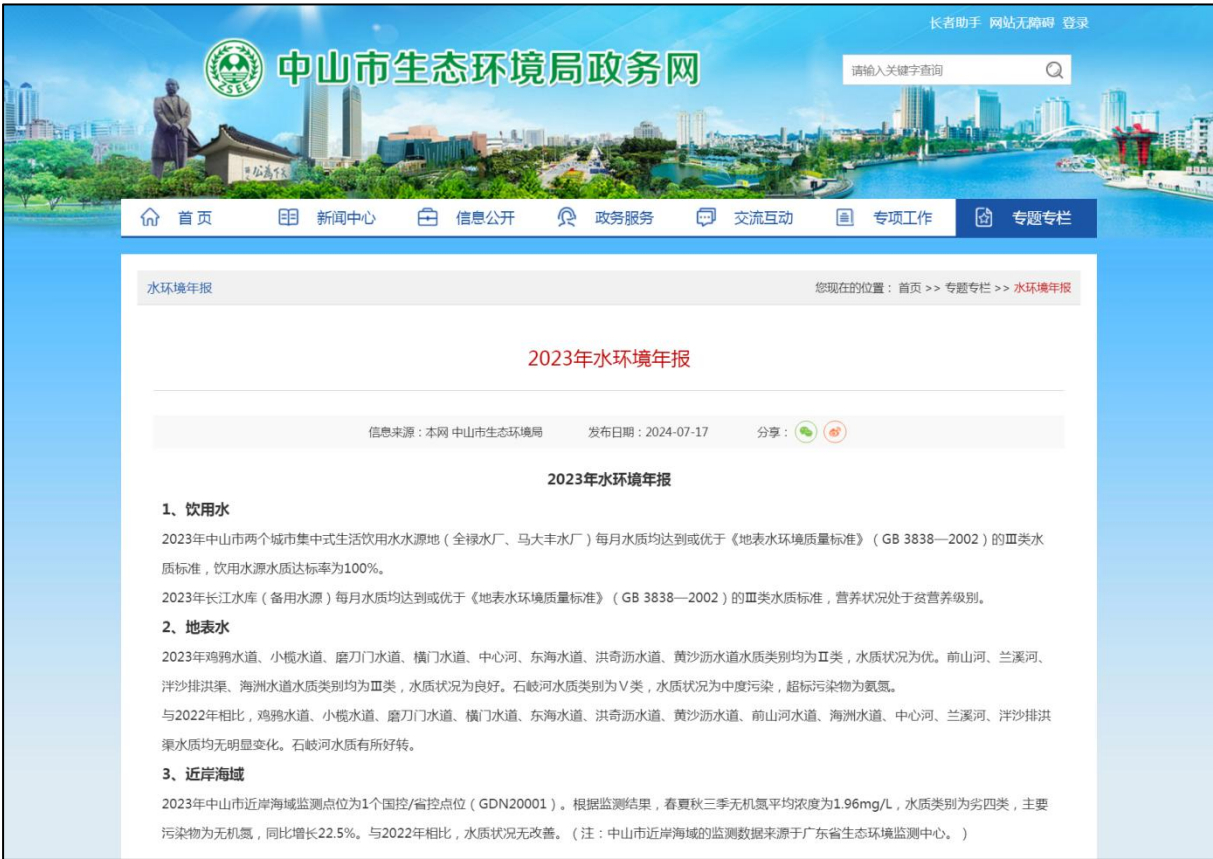 长者助手 网站无障碍 登录
ZSEE
中山市生态环境局政务网
请输入关键字查询
首页 新闻中心 信息公开 政务服务 交流互动 专项工作 专题专栏
水环境年报 您现在的位置： 首页 >> 专题专栏 >> 水环境年报
2023年水环境年报
信息来源：本网 中山市生态环境局 发布日期：2024-07-17 分享：
2023年水环境年报
1、饮用水
2023年中山市两个城市集中式生活饮用水水源地（全禄水厂、马大丰水厂）每月水质均达到或优于《地表水环境质量标准》（GB 3838—2002）的Ⅲ类水
质标准，饮用水源水质达标率为100%。
2023年长江水库（备用水源）每月水质均达到或优于《地表水环境质量标准》（GB 3838—2002）的Ⅲ类水质标准，营养状况处于贫营养级别。
2、地表水
2023年鸡鸦水道、小榄水道、磨刀门水道、横门水道、中心河、东海水道、洪奇沥水道、黄沙沥水道水质类别均为Ⅱ类，水质状况为优。前山河、兰溪河、
泮沙排洪渠、海洲水道水质类别均为Ⅲ类，水质状况为良好。石岐河水质类别为Ⅴ类，水质状况为中度污染，超标污染物为氨氮。
与2022年相比，鸡鸦水道、小榄水道、磨刀门水道、横门水道、东海水道、洪奇沥水道、黄沙沥水道、前山河水道、海洲水道、中心河、兰溪河、泮沙排洪
渠水质均无明显变化。石岐河水质有所好转。
3、近岸海域
2023年中山市近岸海域监测点位为1个国控/省控点位（GDN20001）。根据监测结果，春夏秋三季无机氮平均浓度为1.96mg/L，水质类别为劣四类，主要
污染物为无机氮，同比增长22.5%。与2022年相比，水质状况无改善。（注：中山市近岸海域的监测数据来源于广东省生态环境监测中心。）